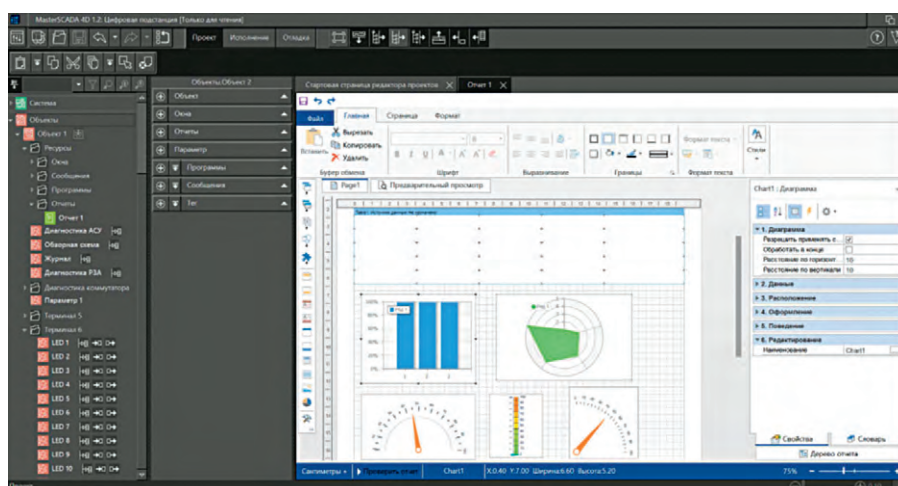 MasterSCADA 4D 1.2: Цифровая подстанция [Только для чтения]
Проект Исполнение Отладка
Объекты.Объект 2
Стартовая страница редактора проектов Отчет 1
Система
Объекты
Объект 1
Ресурсы
Окна
Сообщения
Программы
Отчеты
Отчет 1
Диагностика АСУ
Обзорная схема
Журнал
Диагностика РЗА
Диагностика коммутатора
Параметр 1
Терминал 5
Терминал 6
LED 1
LED 2
LED 3
LED 4
LED 5
LED 6
LED 7
LED 8
LED 9
LED 10
Объект
Окна
Отчеты
Параметр
Программы
Сообщения
Тег
Файл Главная Страница Формат
Вставить
Вырезать
Копировать
Удалить
Формат текста
Стили
Буфер обмена Шрифт Выравнивание Границы Формат текста
Page1 Предварительный просмотр
100%
1 2 3
Chart1 : Диаграмма
1. Диаграмма
Разрешить применять с...
Обработать в конце
Расстояние по горизонт 10
Расстояние по вертикали 10
2. Данные
3. Расположение
4. Оформление
5. Поведение
6. Редактирование
Наименование Chart1
Свойства Словарь
Дерево отчета
Сантиметры Проверить отчет Chart1 X:0.40 Y:7.00 Ширина:6.60 Высота:5.20 75%